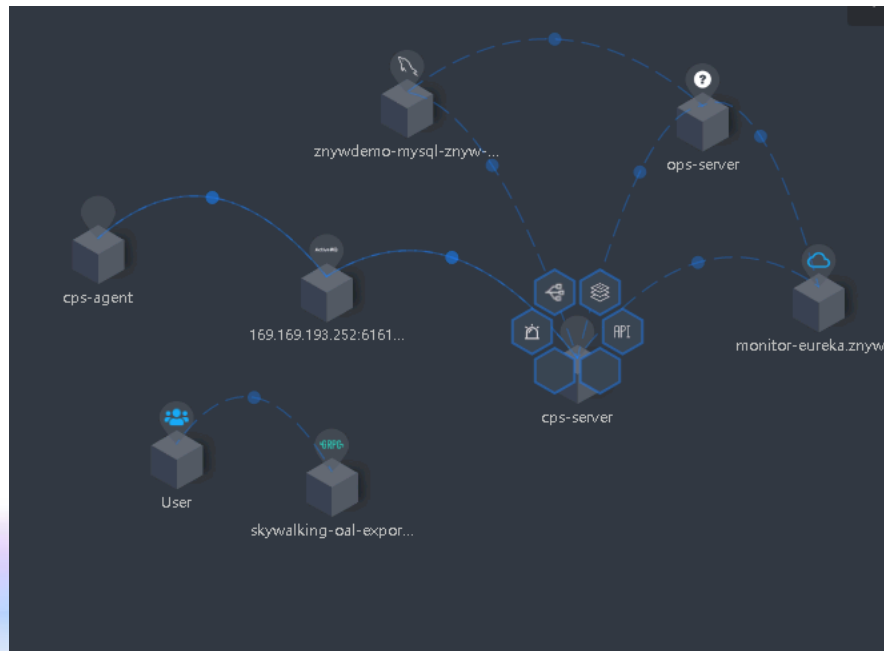 ?
znywdemo-mysql-znyw-...
ops-server
cps-agent
169.169.193.252:6161...
API
monitor-eureka.znyw
cps-server
GRPC
User
skywalking-oal-expor...